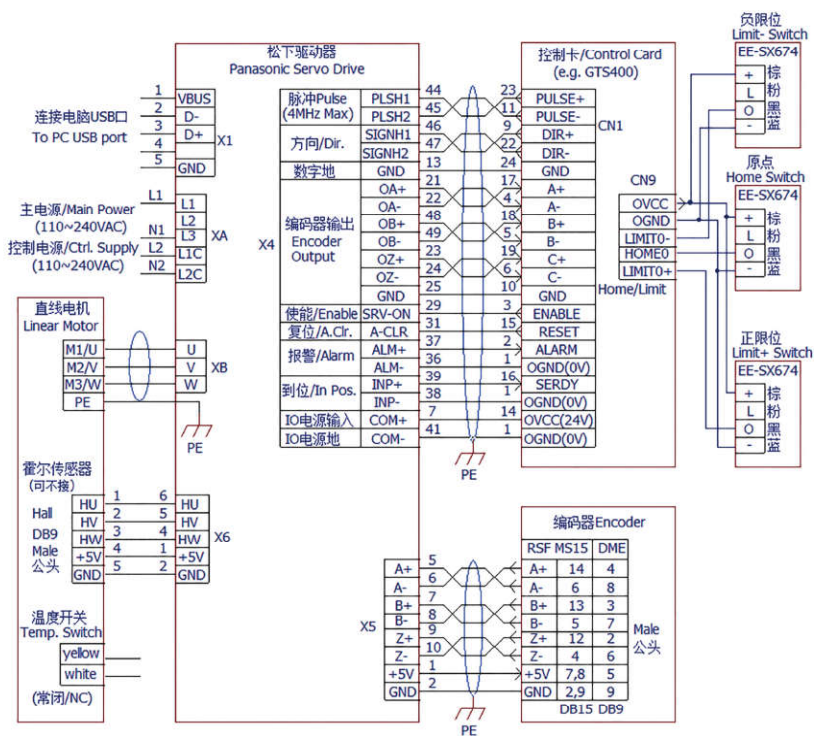 松下驱动器
Panasonic Servo Drive
控制卡/Control Card
(e.g. GTS400)
负限位
Limit- Switch
EE-SX674
+ 棕
L 粉
O 黑
- 蓝
原点
Home Switch
EE-SX674
+ 棕
L 粉
O 黑
- 蓝
正限位
Limit+ Switch
EE-SX674
+ 棕
L 粉
O 黑
- 蓝
连接电脑USB口
To PC USB port
1 VBUS
2 D-
3 D+
4
5 GND
X1
主电源/Main Power
(110~240VAC)
控制电源/Ctrl. Supply
(110~240VAC)
L1 L1
L2
N1 L3
L2 L1C
N2 L2C
XA
直线电机
Linear Motor
M1/U U
M2/V V
M3/W W
PE
XB
PE
霍尔传感器
(可不接)
Hall
DB9
Male
公头
HU 1 6 HU
HV 2 5 HV
HW 3 4 HW
+5V 4 1 +5V
GND 5 2 GND
X6
温度开关
Temp. Switch
yellow
white
(常闭/NC)
X4
脉冲Pulse
(4MHz Max)
PLSH1 44 23 PULSE+
PLSH2 45 11 PULSE-
方向/Dir.
SIGNH1 46 9 DIR+
SIGNH2 47 22 DIR-
数字地 GND 13 24 GND
编码器输出
Encoder
Output
OA+ 21 17 A+
OA- 22 4 A-
OB+ 48 18 B+
OB- 49 5 B-
OZ+ 23 19 C+
OZ- 24 6 C-
GND 25 10 GND
使能/Enable SRV-ON 29 3 ENABLE
复位/A.Clr. A-CLR 31 15 RESET
报警/Alarm
ALM+ 37 2 ALARM
ALM- 36 1 OGND(0V)
到位/In Pos.
INP+ 39 16 SERDY
INP- 38 1 OGND(0V)
IO电源输入 COM+ 7 14 OVCC(24V)
IO电源地 COM- 41 1 OGND(0V)
PE
CN1
CN9
OVCC
OGND
LIMIT0-
HOME0
LIMIT0+
Home/Limit
编码器Encoder
RSF MS15 DME
X5
A+ 5 A+ 14 4
A- 6 A- 6 8
B+ 7 B+ 13 3
B- 8 B- 5 7
Z+ 9 Z+ 12 2
Z- 10 Z- 4 6
+5V 1 +5V 7,8 5
GND 2 GND 2,9 9
DB15 DB9
Male
公头
PE